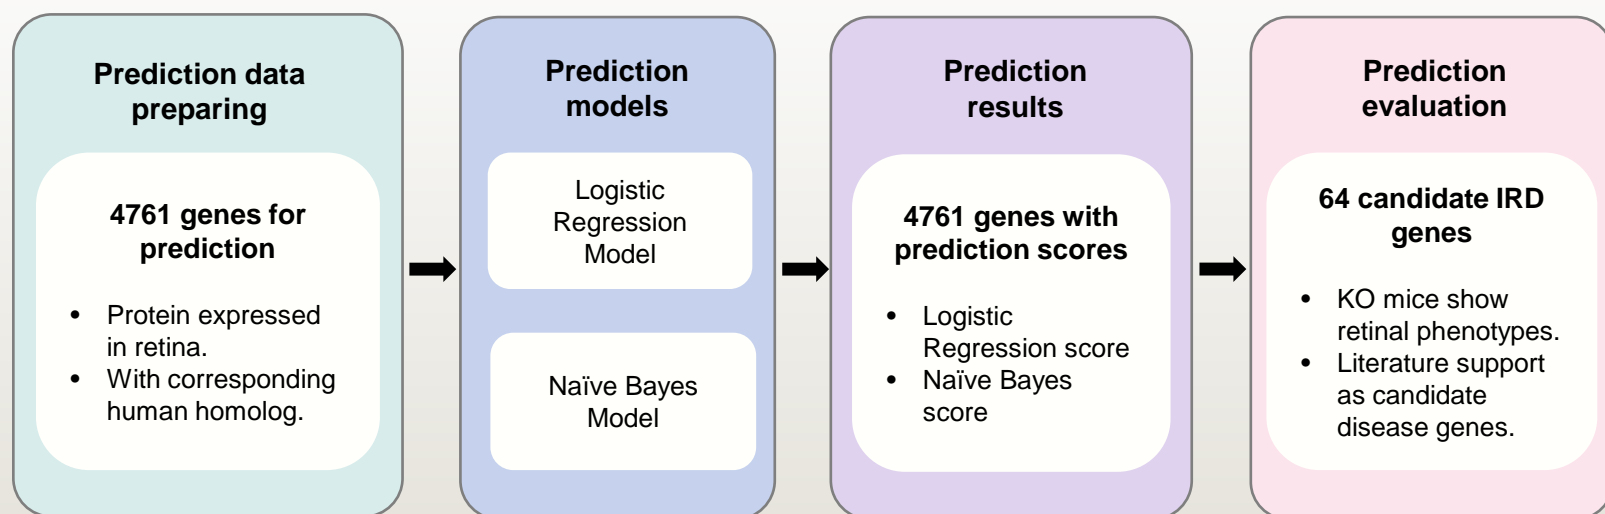 Prediction data
preparing
4761 genes for
prediction
• Protein expressed
in retina.
• With corresponding
human homolog.
Prediction
models
Logistic
Regression
Model
Naïve Bayes
Model
Prediction
results
4761 genes with
prediction scores
• Logistic
Regression score
• Naïve Bayes
score
Prediction
evaluation
64 candidate IRD
genes
• KO mice show
retinal phenotypes.
• Literature support
as candidate
disease genes.